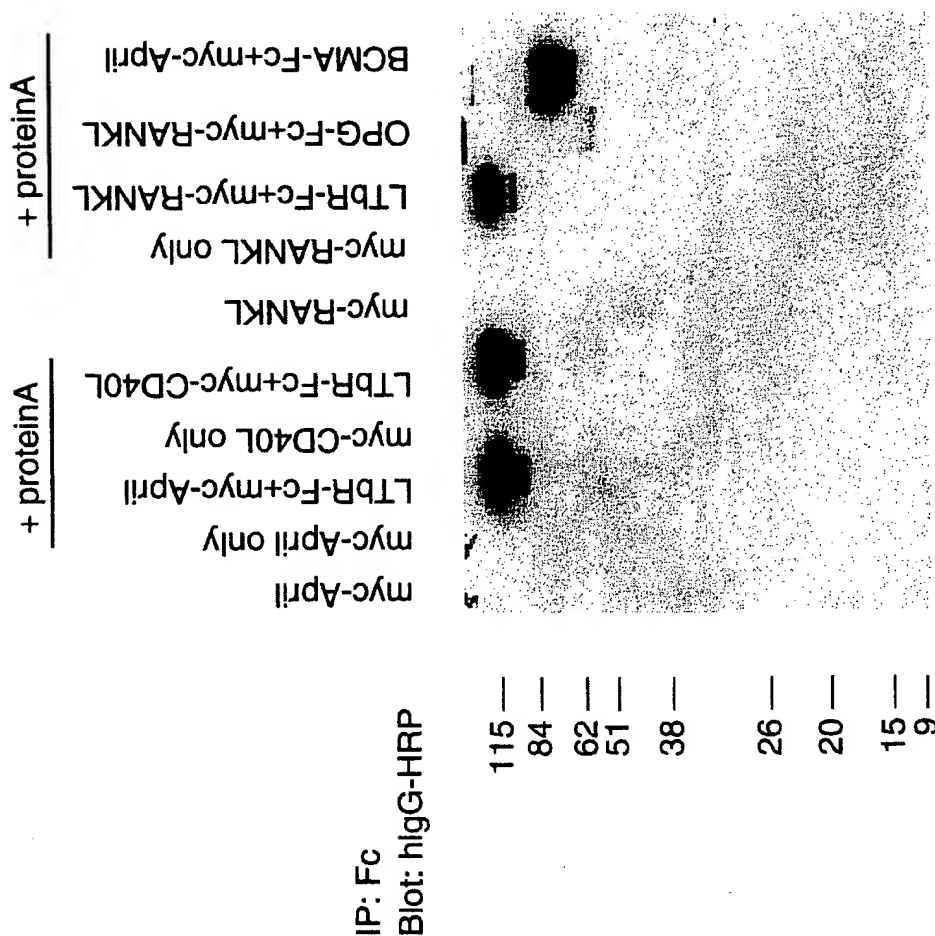 + proteinA
+ proteinA
myc-April
myc-April only
LTbR-Fc+myc-April
myc-CD40L only
LTbR-Fc+myc-CD40L
myc-RANKL
myc-RANKL only
LTbR-Fc+myc-RANKL
OPG-Fc+myc-RANKL
BCMA-Fc+myc-April
IP: Fc
Blot: hIgG-HRP
115
84
62
51
38
26
20
15
9